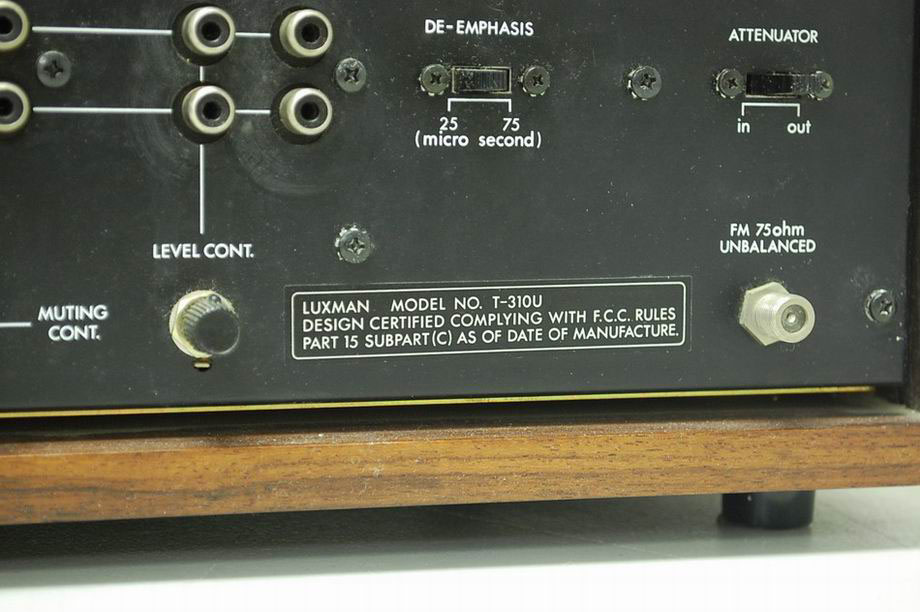 DE-EMPHASIS
ATTENUATOR
25 75
(micro second)
in out
LEVEL CONT.
FM 75ohm
UNBALANCED
MUTING
CONT.
LUXMAN MODEL NO. T-310U
DESIGN CERTIFIED COMPLYING WITH F.C.C. RULES
PART 15 SUBPART(C) AS OF DATE OF MANUFACTURE.